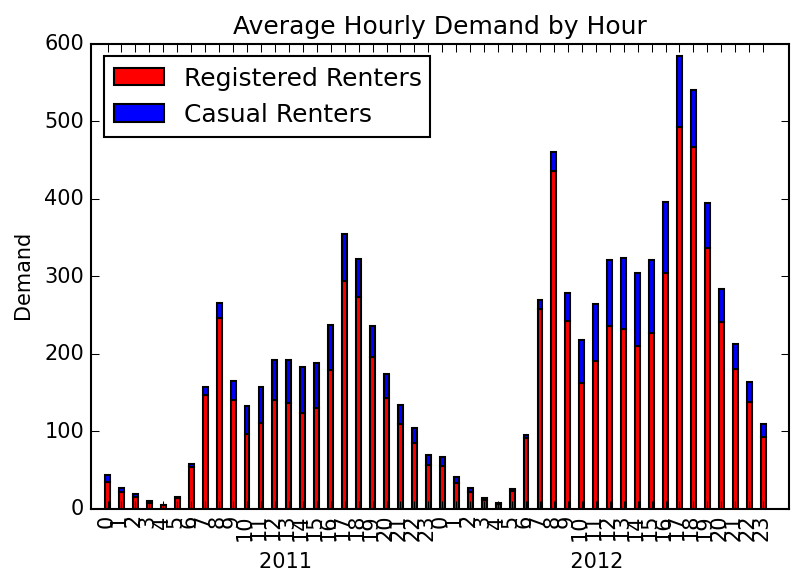 Average Hourly Demand by Hour
Registered Renters
Casual Renters
Demand
600
500
400
300
200
100
0
0 1 2 3 4 5 6 7 8 9 10 11 12 13 14 15 16 17 18 19 20 21 22 23 0 1 2 3 4 5 6 7 8 9 10 11 12 13 14 15 16 17 18 19 20 21 22 23
2011 2012